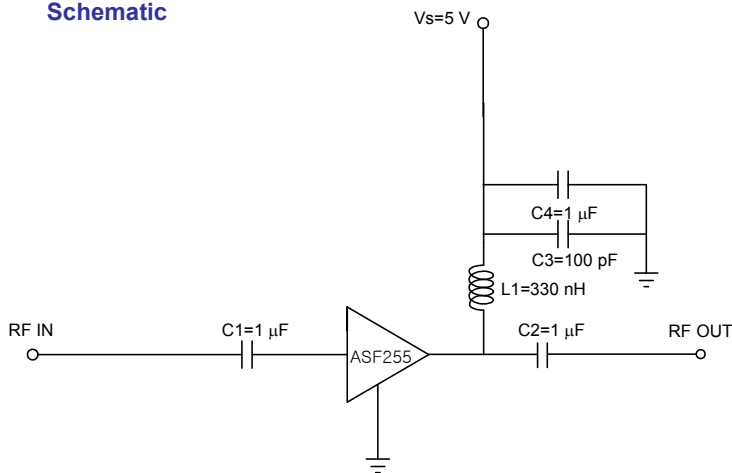 Schematic
Vs=5 V
C4=1 μF
C3=100 pF
L1=330 nH
RF IN
C1=1 μF
ASF255
C2=1 μF
RF OUT